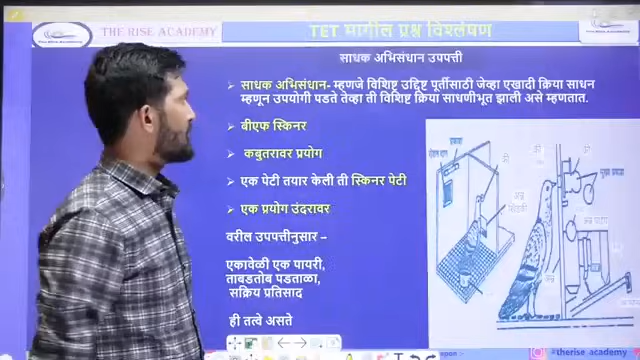 THE RISE ACADEMY
TET मागील प्रश्न विश्लेषण
साधक अभिसंधान उपपत्ती
साधक अभिसंधान- म्हणजे विशिष्ट उद्दिष्ट पूर्तीसाठी जेव्हा एखादी क्रिया साधन
म्हणून उपयोगी पडते तेव्हा ती विशिष्ट क्रिया साधणीभूत झाली असे म्हणतात.
बीएफ स्किनर
कबुतरावर प्रयोग
एक पेटी तयार केली ती स्किनर पेटी
एक प्रयोग उंदरावर
वरील उपपत्तीनुसार –
एकावेळी एक पायरी,
ताबडतोब पडताळा,
सक्रिय प्रतिसाद
ही तत्वे असते
@therise_academy